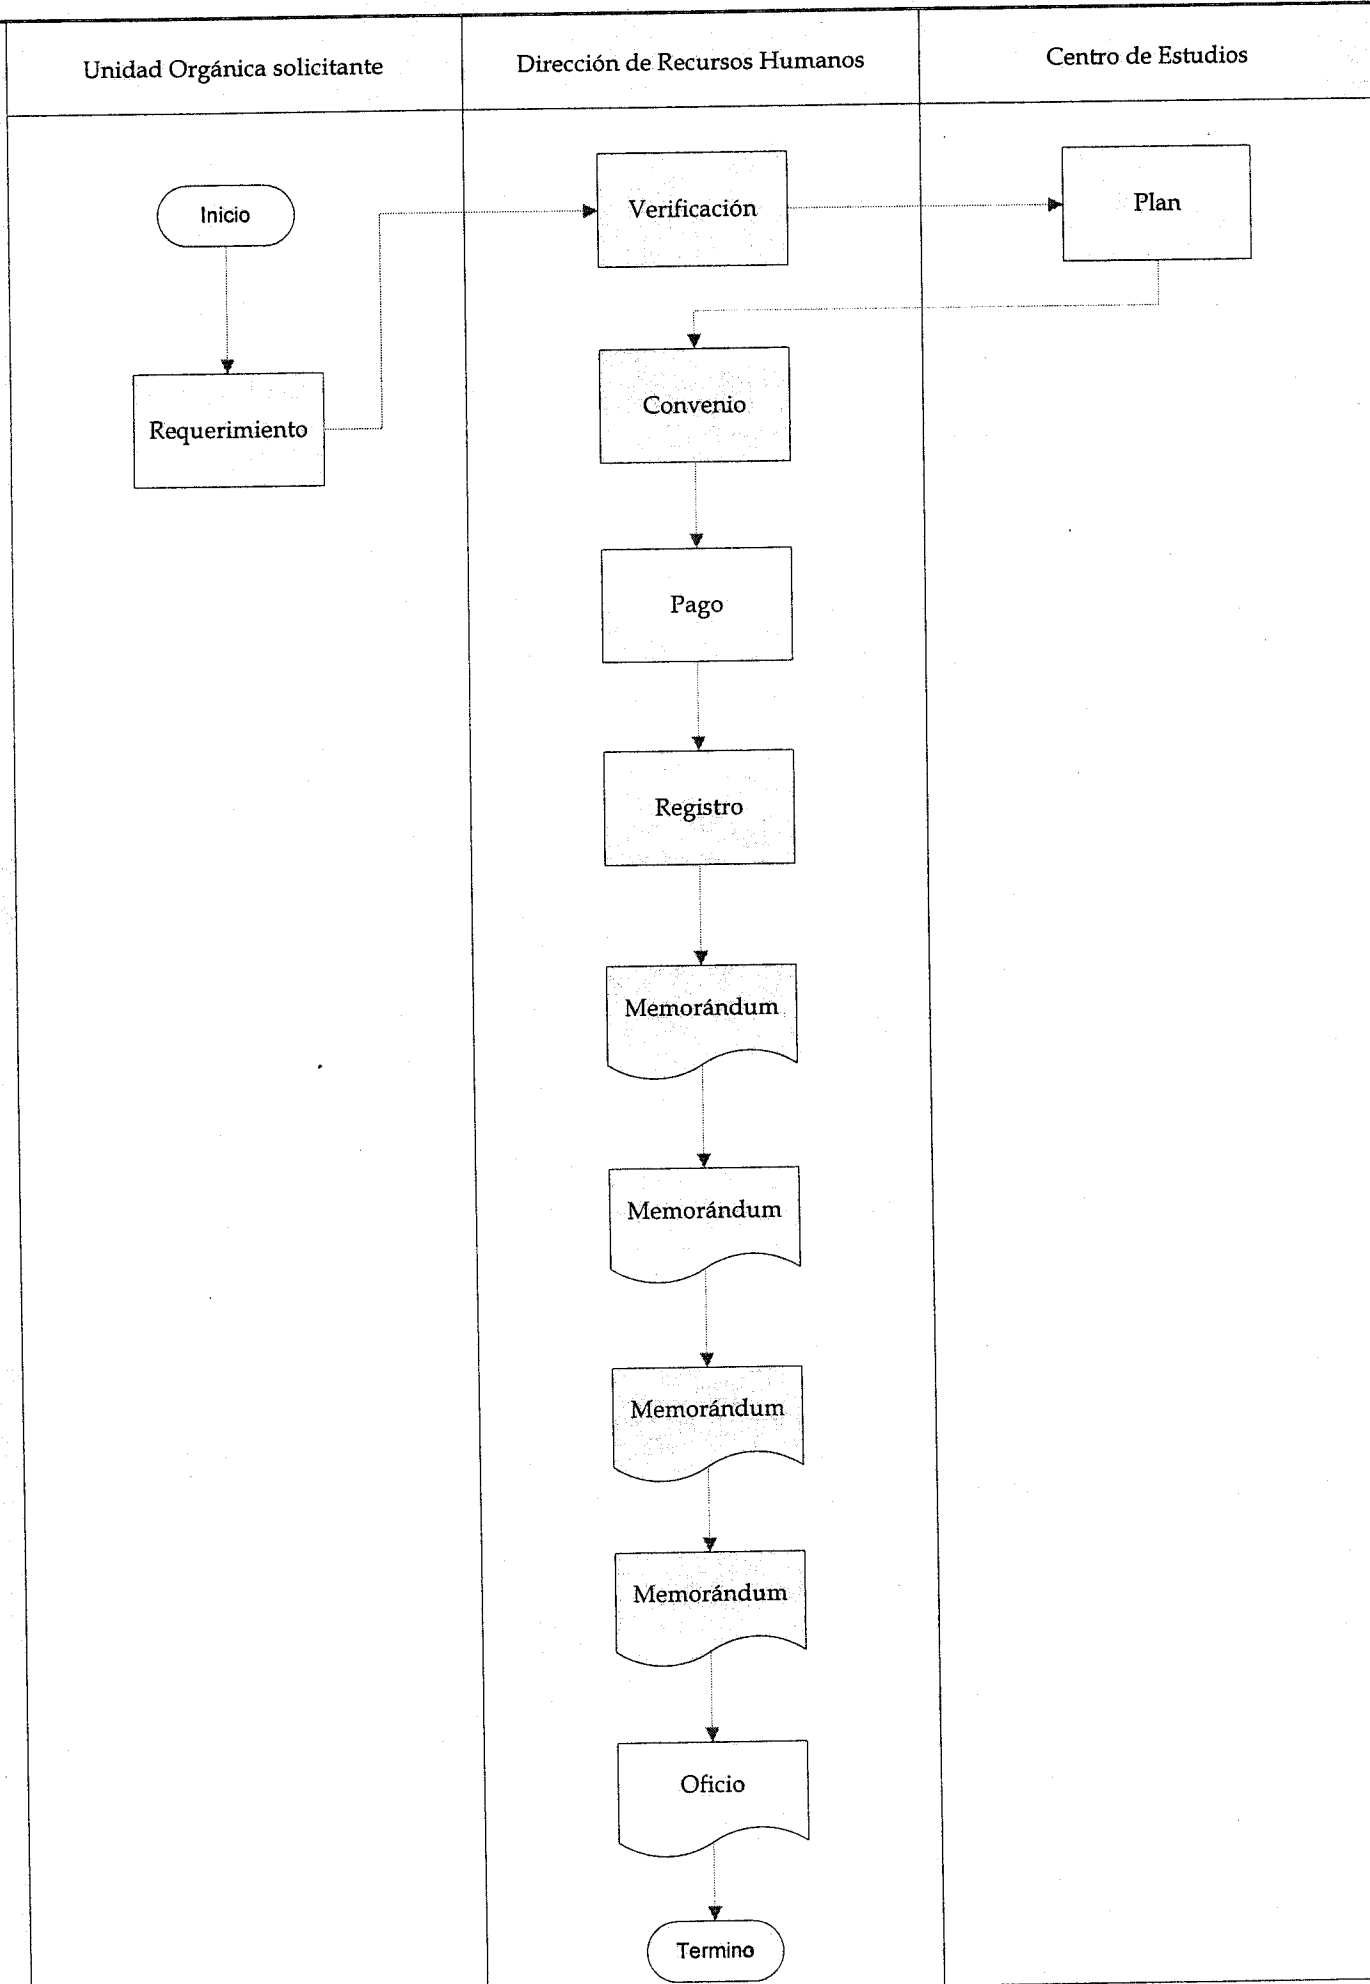 Unidad Orgánica solicitante
Dirección de Recursos Humanos
Centro de Estudios
Inicio
Verificación
Plan
Requerimiento
Convenio
Pago
Registro
Memorándum
Memorándum
Memorándum
Memorándum
Oficio
Termino